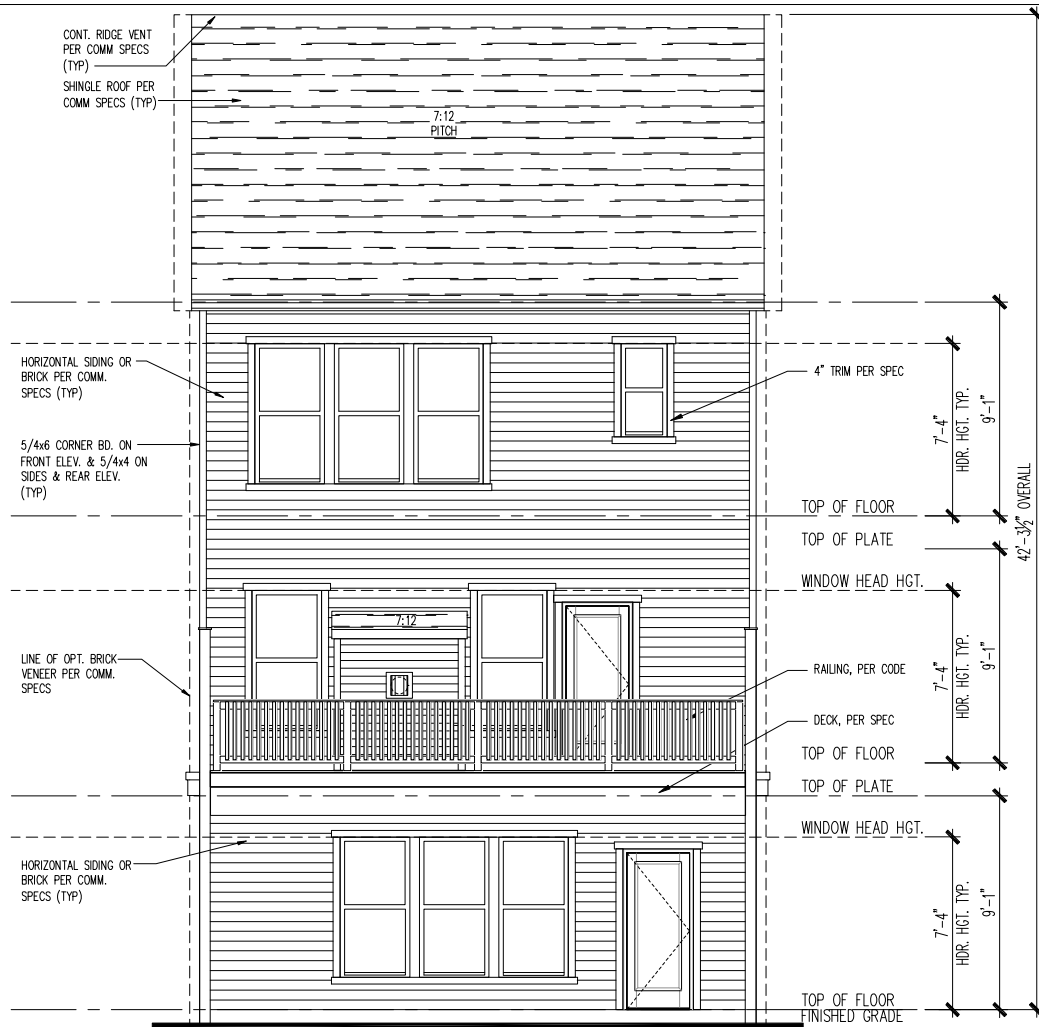 CONT. RIDGE VENT
PER COMM SPECS
(TYP)
SHINGLE ROOF PER
COMM SPECS (TYP)
7:12
PITCH
HORIZONTAL SIDING OR
BRICK PER COMM.
SPECS (TYP)
4" TRIM PER SPEC
7'-4"
HDR. HGT. TYP.
9'-1"
5/4x6 CORNER BD. ON
FRONT ELEV. & 5/4x4 ON
SIDES & REAR ELEV.
(TYP)
42'-3½" OVERALL
TOP OF FLOOR
TOP OF PLATE
WINDOW HEAD HGT.
7:12
LINE OF OPT. BRICK
VENEER PER COMM.
SPECS
RAILING, PER CODE
7'-4"
HDR. HGT. TYP.
9'-1"
DECK, PER SPEC
TOP OF FLOOR
TOP OF PLATE
WINDOW HEAD HGT.
HORIZONTAL SIDING OR
BRICK PER COMM.
SPECS (TYP)
7'-4"
HDR. HGT. TYP.
9'-1"
TOP OF FLOOR
FINISHED GRADE